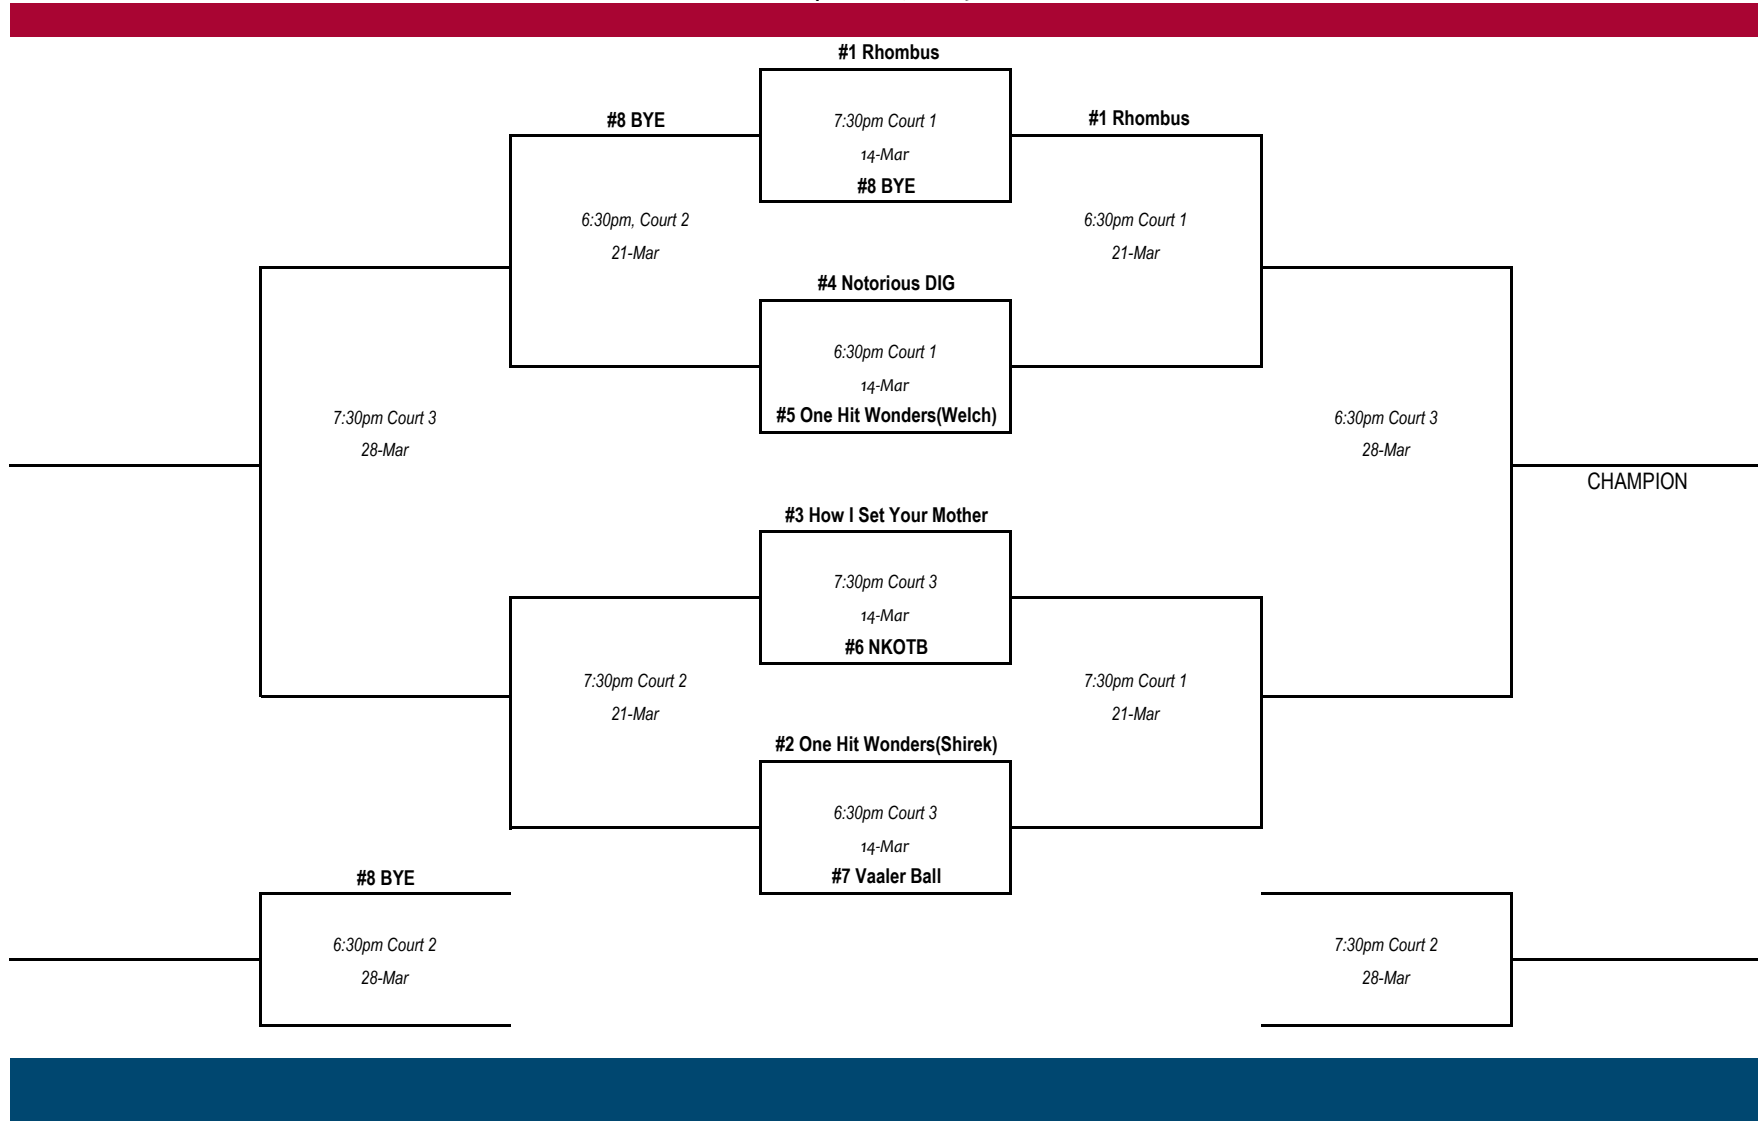 #1 Rhombus
#8 BYE
7:30pm Court 1
#1 Rhombus
14-Mar
#8 BYE
6:30pm, Court 2
6:30pm Court 1
21-Mar
21-Mar
#4 Notorious DIG
6:30pm Court 1
14-Mar
#5 One Hit Wonders(Welch)
7:30pm Court 3
6:30pm Court 3
28-Mar
28-Mar
CHAMPION
#3 How I Set Your Mother
7:30pm Court 3
14-Mar
#6 NKOTB
7:30pm Court 2
7:30pm Court 1
21-Mar
21-Mar
#2 One Hit Wonders(Shirek)
6:30pm Court 3
14-Mar
#7 Vaaler Ball
#8 BYE
6:30pm Court 2
7:30pm Court 2
28-Mar
28-Mar